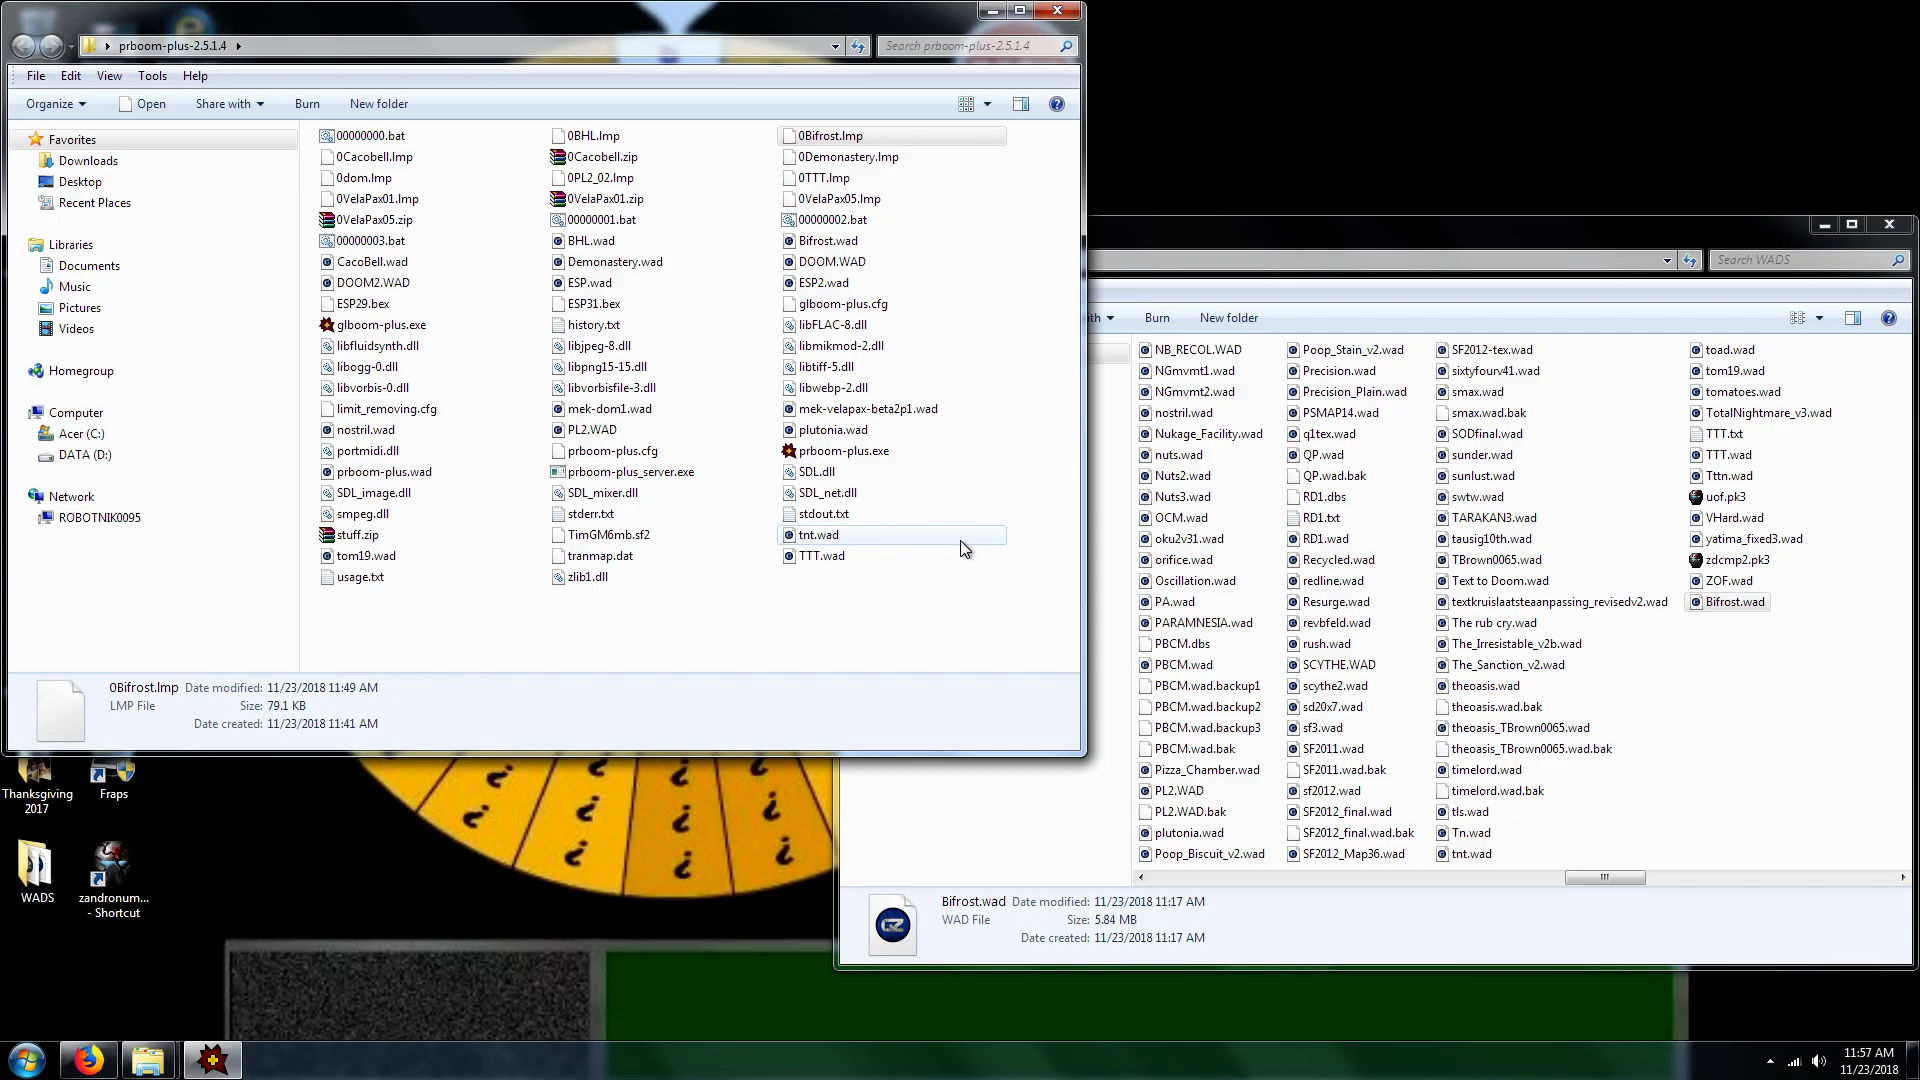 prboom-plus-2.5.1.4
Search prboom-plus-2.5.1.4
File Edit View Tools Help
Organize Open Share with Burn New folder
Favorites
Downloads
Desktop
Recent Places
Libraries
Documents
Music
Pictures
Videos
Homegroup
Computer
Acer (C:)
DATA (D:)
Network
ROBOTNIK0095
00000000.bat 0BHL.lmp 0Bifrost.lmp
0Cacobell.lmp 0Cacobell.zip 0Demonastery.lmp
0dom.lmp 0PL2_02.lmp 0TTT.lmp
0VelaPax01.lmp 0VelaPax01.zip 0VelaPax05.lmp
0VelaPax05.zip 00000001.bat 00000002.bat
00000003.bat BHL.wad Bifrost.wad
CacoBell.wad Demonastery.wad DOOM.WAD
DOOM2.WAD ESP.wad ESP2.wad
ESP29.bex ESP31.bex glboom-plus.cfg
glboom-plus.exe history.txt libFLAC-8.dll
libfluidsynth.dll libjpeg-8.dll libmikmod-2.dll
libogg-0.dll libpng15-15.dll libtiff-5.dll
libvorbis-0.dll libvorbisfile-3.dll libwebp-2.dll
limit_removing.cfg mek-dom1.wad mek-velapax-beta2p1.wad
nostril.wad PL2.WAD plutonia.wad
portmidi.dll prboom-plus.cfg prboom-plus.exe
prboom-plus.wad prboom-plus_server.exe SDL.dll
SDL_image.dll SDL_mixer.dll SDL_net.dll
smpeg.dll stderr.txt stdout.txt
stuff.zip TimGM6mb.sf2 tnt.wad
tom19.wad tranmap.dat TTT.wad
usage.txt zlib1.dll
0Bifrost.lmp Date modified: 11/23/2018 11:49 AM
LMP File Size: 79.1 KB
Date created: 11/23/2018 11:41 AM
Search WADS
ith Burn New folder
NB_RECOL.WAD Poop_Stain_v2.wad SF2012-tex.wad toad.wad
NGmvmt1.wad Precision.wad sixtyfourv41.wad tom19.wad
NGmvmt2.wad Precision_Plain.wad smax.wad tomatoes.wad
nostril.wad PSMAP14.wad smax.wad.bak TotalNightmare_v3.wad
Nukage_Facility.wad q1tex.wad SODfinal.wad TTT.txt
nuts.wad QP.wad sunder.wad TTT.wad
Nuts2.wad QP.wad.bak sunlust.wad Tttn.wad
Nuts3.wad RD1.dbs swtw.wad uof.pk3
OCM.wad RD1.txt TARAKAN3.wad VHard.wad
oku2v31.wad RD1.wad tausig10th.wad yatima_fixed3.wad
orifice.wad Recycled.wad TBrown0065.wad zdcmp2.pk3
Oscillation.wad redline.wad Text to Doom.wad ZOF.wad
PA.wad Resurge.wad textkruislaatsteaanpassing_revisedv2.wad Bifrost.wad
PARAMNESIA.wad revbfeld.wad The rub cry.wad
PBCM.dbs rush.wad The_Irresistable_v2b.wad
PBCM.wad SCYTHE.WAD The_Sanction_v2.wad
PBCM.wad.backup1 scythe2.wad theoasis.wad
PBCM.wad.backup2 sd20x7.wad theoasis.wad.bak
PBCM.wad.backup3 sf3.wad theoasis_TBrown0065.wad
PBCM.wad.bak SF2011.wad theoasis_TBrown0065.wad.bak
Pizza_Chamber.wad SF2011.wad.bak timelord.wad
PL2.WAD sf2012.wad timelord.wad.bak
PL2.WAD.bak SF2012_final.wad tls.wad
plutonia.wad SF2012_final.wad.bak Tn.wad
Poop_Biscuit_v2.wad SF2012_Map36.wad tnt.wad
Bifrost.wad Date modified: 11/23/2018 11:17 AM
WAD File Size: 5.84 MB
Date created: 11/23/2018 11:17 AM
Thanksgiving 2017
Fraps
WADS
zandronum... - Shortcut
11:57 AM
11/23/2018